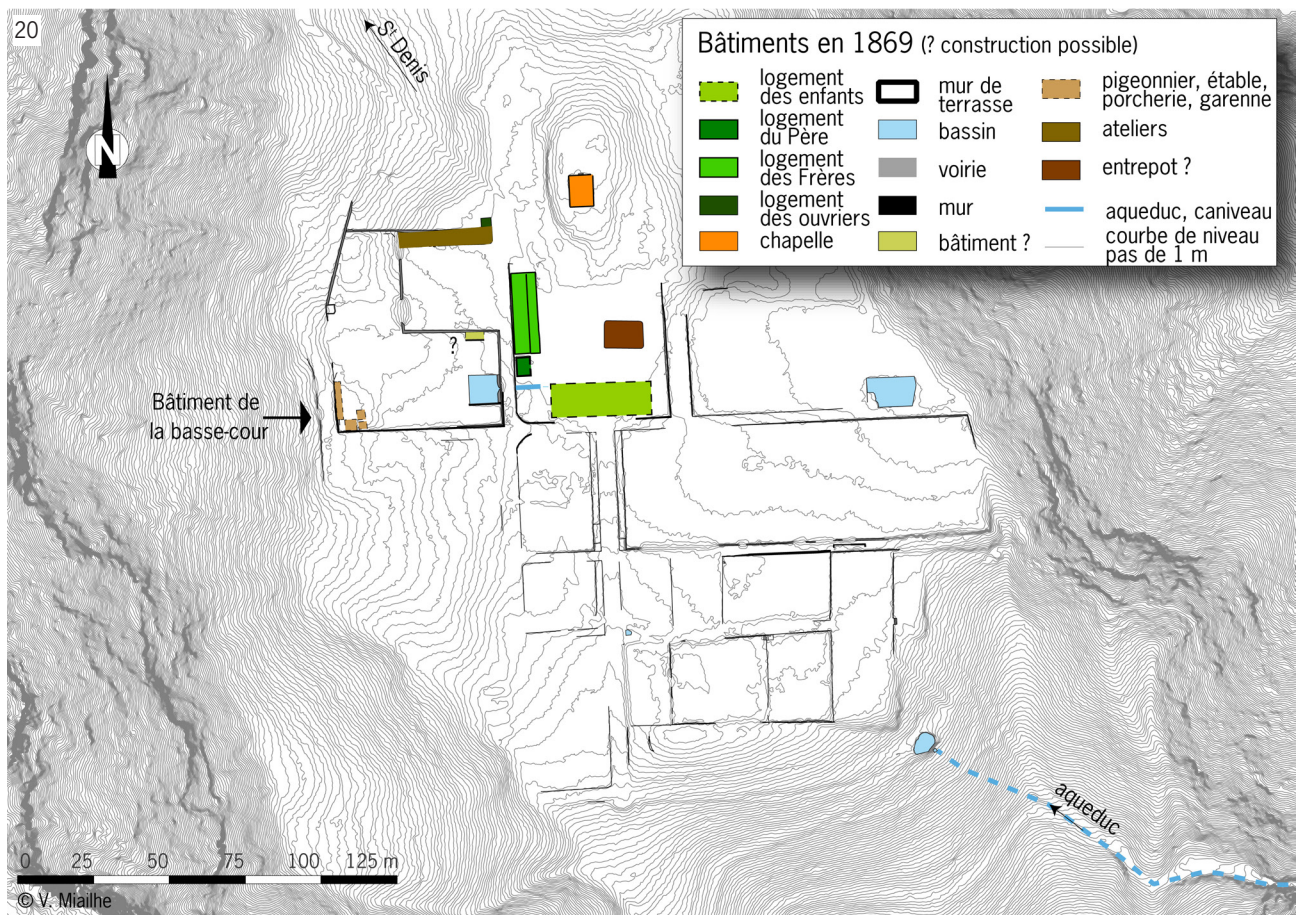 20
St Denis
N
Bâtiments en 1869 (? construction possible)
logement
des enfants
logement
du Père
logement
des Frères
logement
des ouvriers
chapelle
mur de
terrasse
bassin
voirie
mur
bâtiment ?
pigeonnier, étable,
porcherie, garenne
ateliers
entrepot ?
aqueduc, caniveau
courbe de niveau
pas de 1 m
?
Bâtiment de
la basse-cour
aqueduc
0 25 50 75 100 125 m
© V. Miailhe